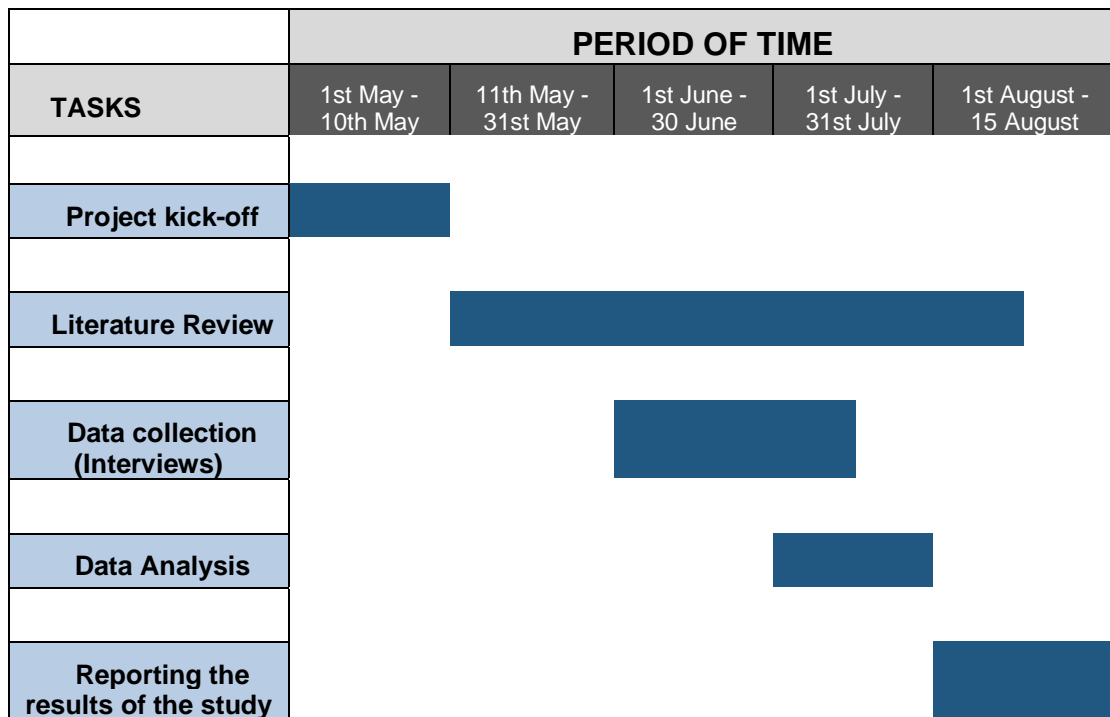 PERIOD OF TIME
TASKS
1st May -
10th May
11th May -
31st May
1st June -
30 June
1st July -
31st July
1st August -
15 August
Project kick-off
Literature Review
Data collection
(Interviews)
Data Analysis
Reporting the
results of the study